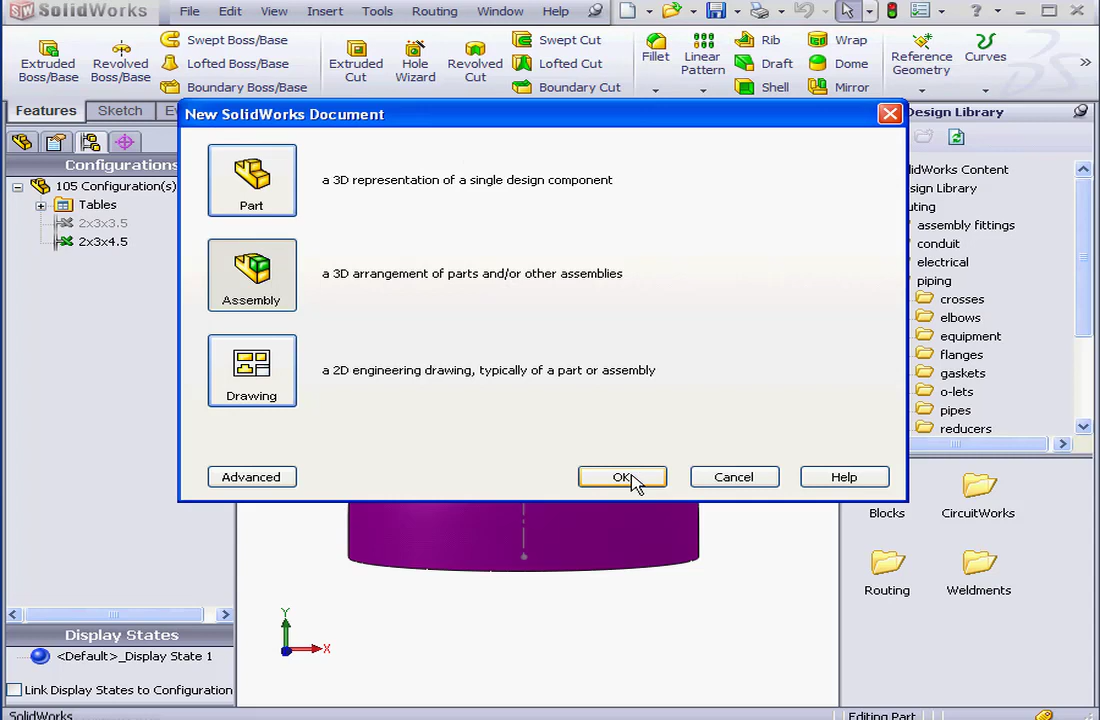 SW SolidWorks File Edit View Insert Tools Routing Window Help
Extruded Boss/Base
Revolved Boss/Base
Swept Boss/Base
Lofted Boss/Base
Boundary Boss/Base
Extruded Cut
Hole Wizard
Revolved Cut
Swept Cut
Lofted Cut
Boundary Cut
Fillet
Linear Pattern
Rib
Draft
Shell
Wrap
Dome
Mirror
Reference Geometry
Curves
Features Sketch
New SolidWorks Document
Design Library
Configurations
105 Configuration(s)
Tables
2x3x3.5
2x3x4.5
Part
a 3D representation of a single design component
Assembly
a 3D arrangement of parts and/or other assemblies
Drawing
a 2D engineering drawing, typically of a part or assembly
Advanced OK Cancel Help
lidWorks Content
sign Library
uting
assembly fittings
conduit
electrical
piping
crosses
elbows
equipment
flanges
gaskets
o-lets
pipes
reducers
Blocks CircuitWorks
Routing Weldments
Y
X
Display States
<Default>_Display State 1
Link Display States to Configuration
SolidWorks
Editing Part